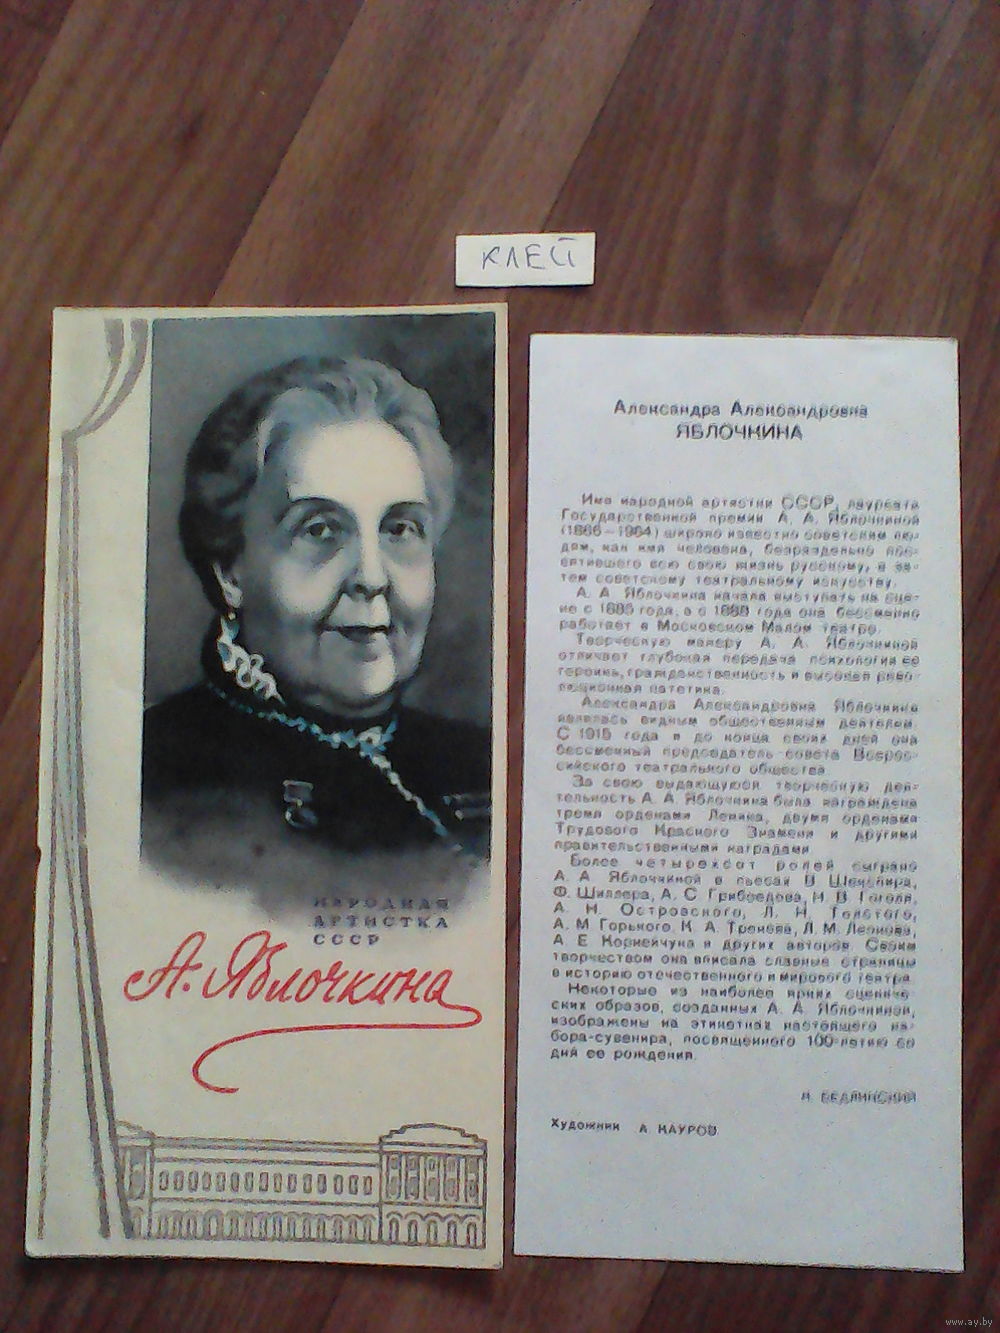 КЛЕЙ
НАРОДНАЯ
АРТИСТКА
СССР
А. Яблочкина
Александра Александровна
ЯБЛОЧКИНА
Имя народной артистки СССР, лауреата
Государственной премии А. А. Яблочкиной
(1866—1964) широко известно советским лю-
дям, как имя человека, безраздельно пос-
вятившего всю свою жизнь русскому, а за-
тем советскому театральному искусству.
А. А. Яблочкина начала выступать на сце-
не с 1885 года, а с 1888 года она бессменно
работает в Московском Малом театре.
Творческую манеру А. А. Яблочкиной
отличает глубокая передача психологии ее
героинь, гражданственность и высокая рево-
люционная патетика.
Александра Александровна Яблочкина
являлась видным общественным деятелем.
С 1915 года и до конца своих дней она
бессменный председатель совета Всерос-
сийского театрального общества.
За свою выдающуюся творческую дея-
тельность А. А. Яблочкина была награждена
тремя орденами Ленина, двумя орденами
Трудового Красного Знамени и другими
правительственными наградами.
Более четырехсот ролей сыграно
А. А. Яблочкиной в пьесах В. Шекспира,
Ф. Шиллера, А. С. Грибоедова, Н. В. Гоголя,
А. Н. Островского, Л. Н. Толстого,
А. М. Горького, К. А. Тренева, Л. М. Леонова,
А. Е. Корнейчука и других авторов. Своим
творчеством она вписала славные страницы
в историю отечественного и мирового театра.
Некоторые из наиболее ярких сцениче-
ских образов, созданных А. А. Яблочкиной,
изображены на этикетках настоящего на-
бора-сувенира, посвященного 100-летию со
дня ее рождения.
БЕДЛИНСКИЙ
Художник А. КАУРОВ
www.ay.by